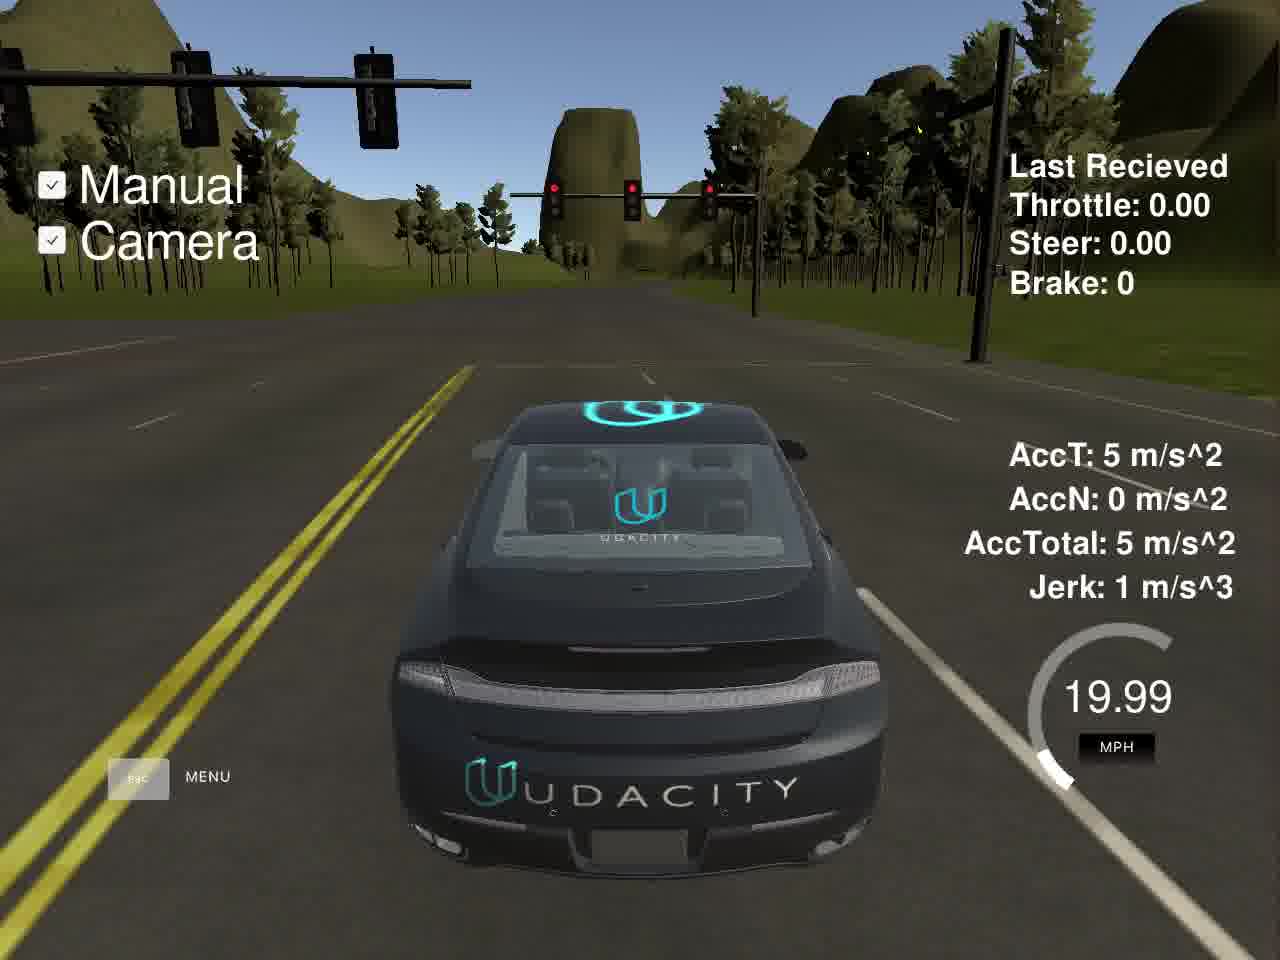 Manual
Camera
Last Recieved
Throttle: 0.00
Steer: 0.00
Brake: 0
AccT: 5 m/s^2
AccN: 0 m/s^2
AccTotal: 5 m/s^2
Jerk: 1 m/s^3
19.99
MPH
esc MENU
UDACITY
UDACITY